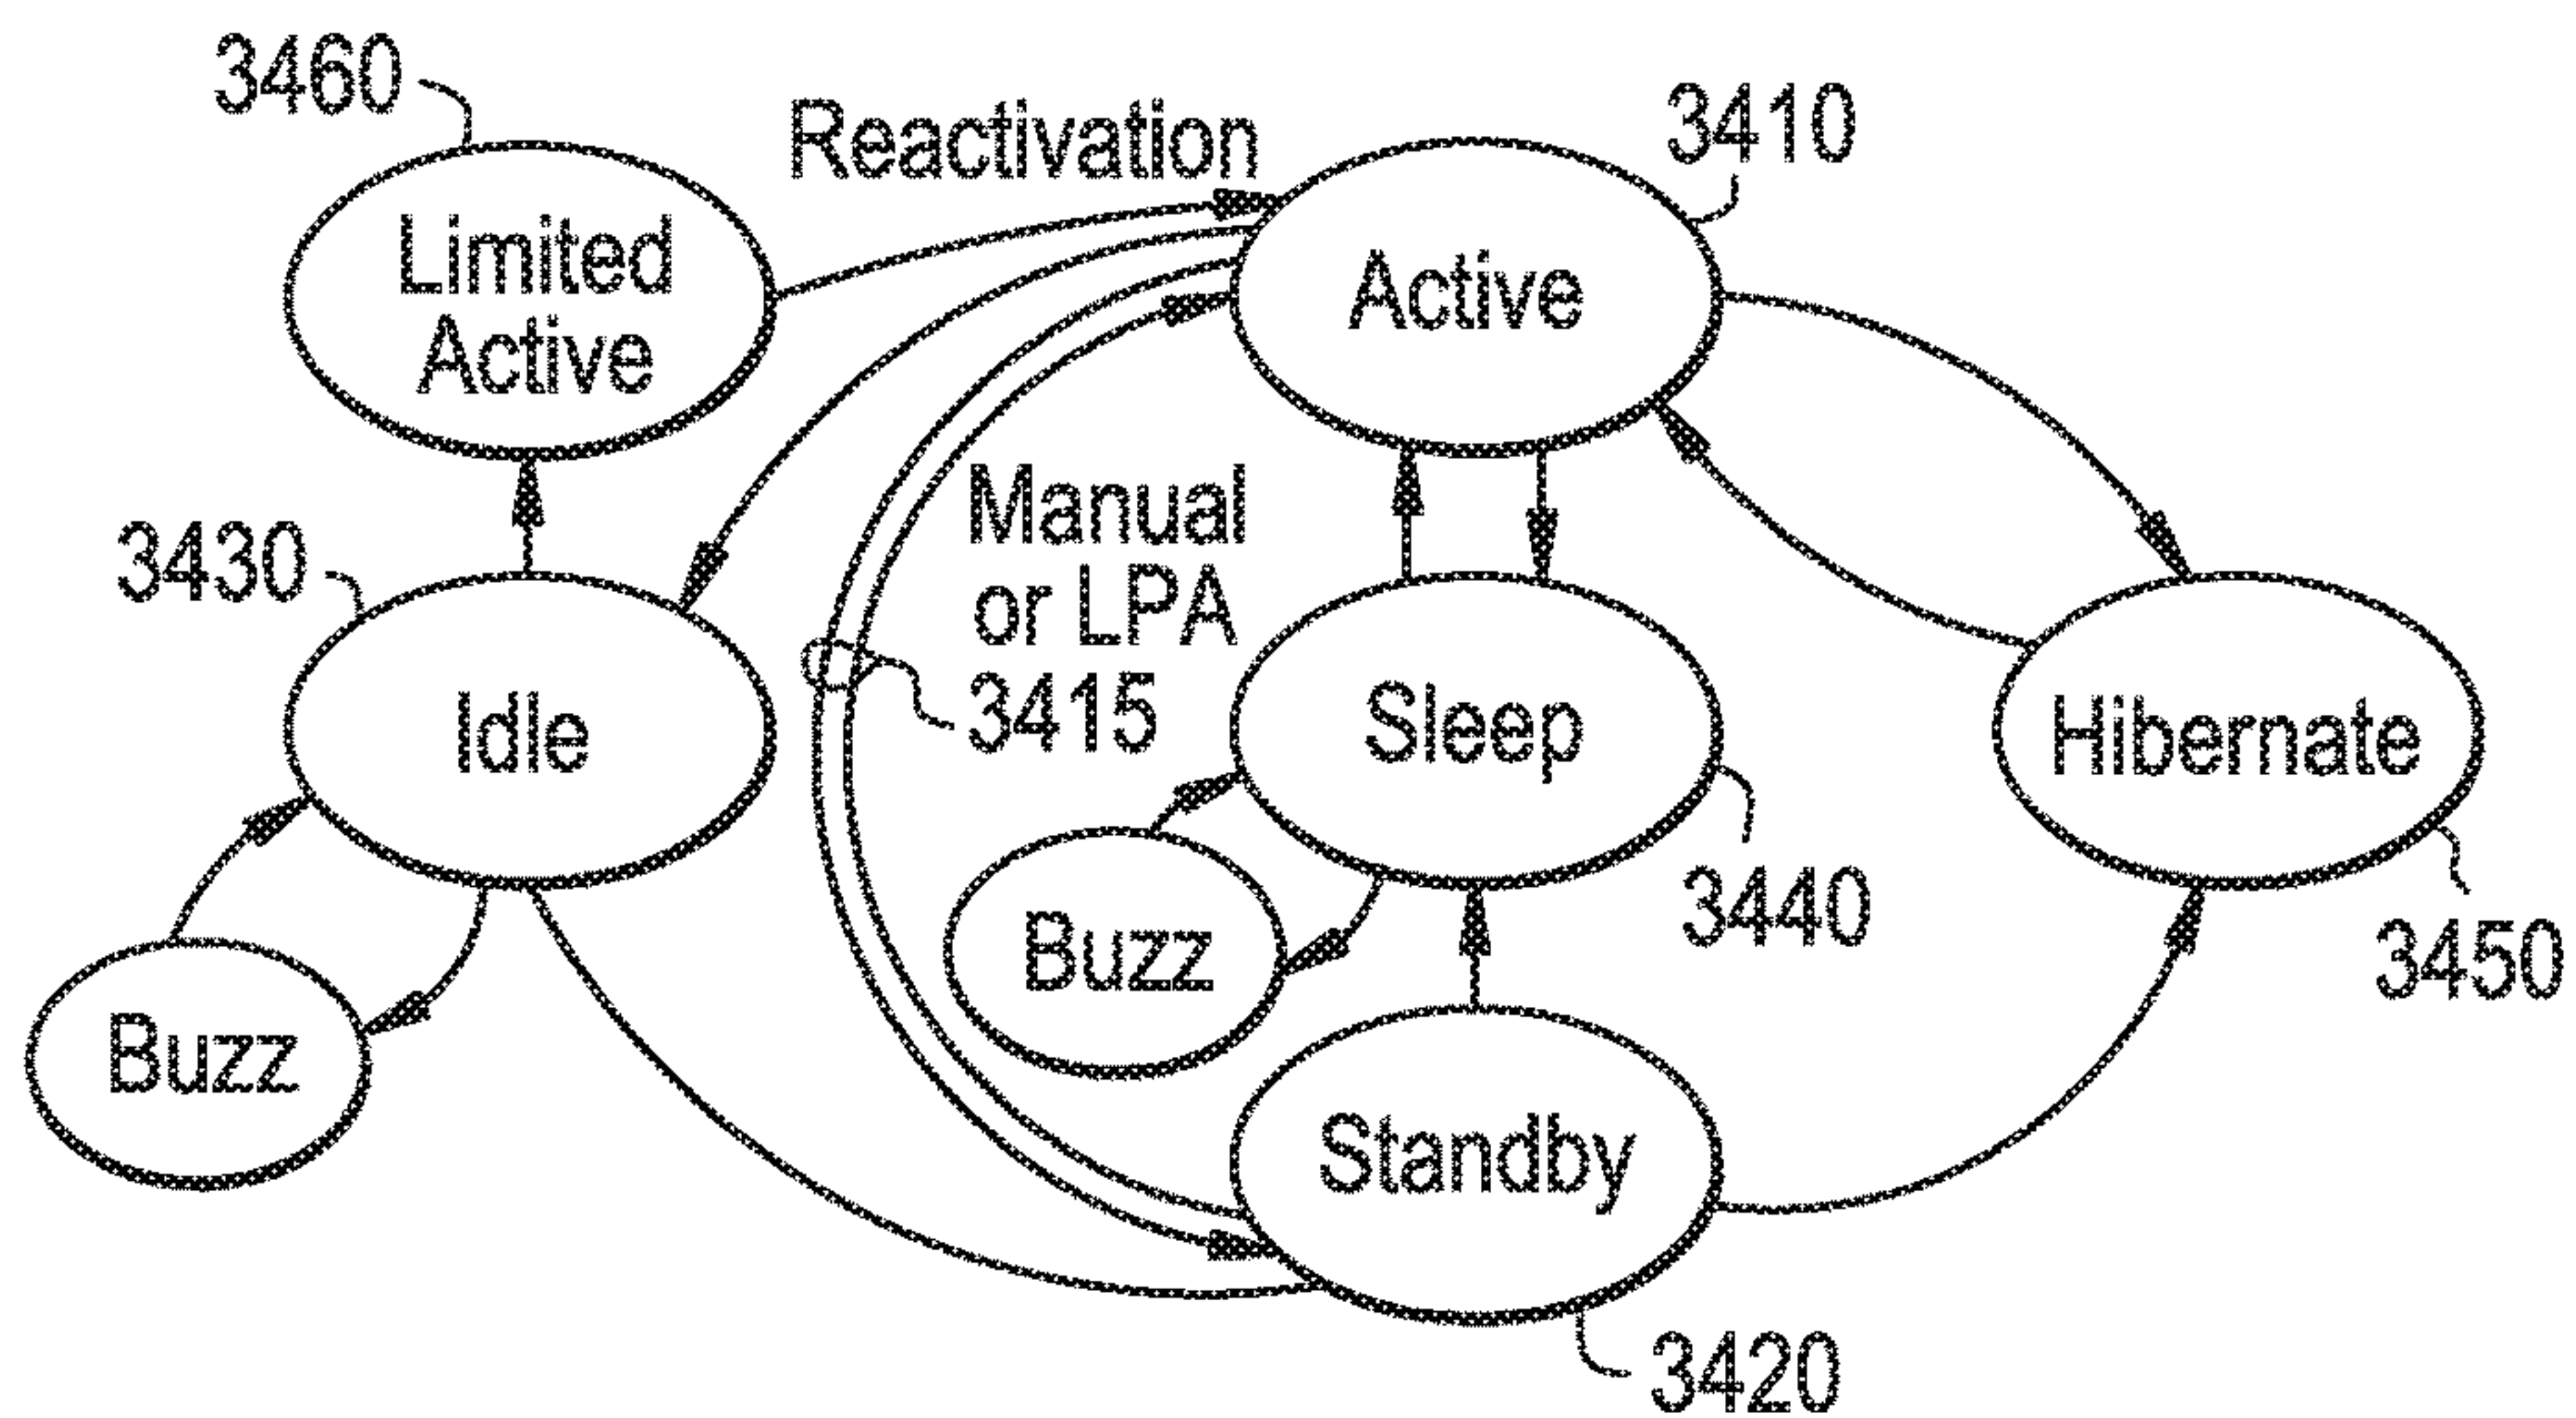 3460
Reactivation
3410
Limited
Active
Active
3430
Manual
or LPA
3415
Idle
Sleep
Hibernate
3440
3450
Buzz
Buzz
Standby
3420